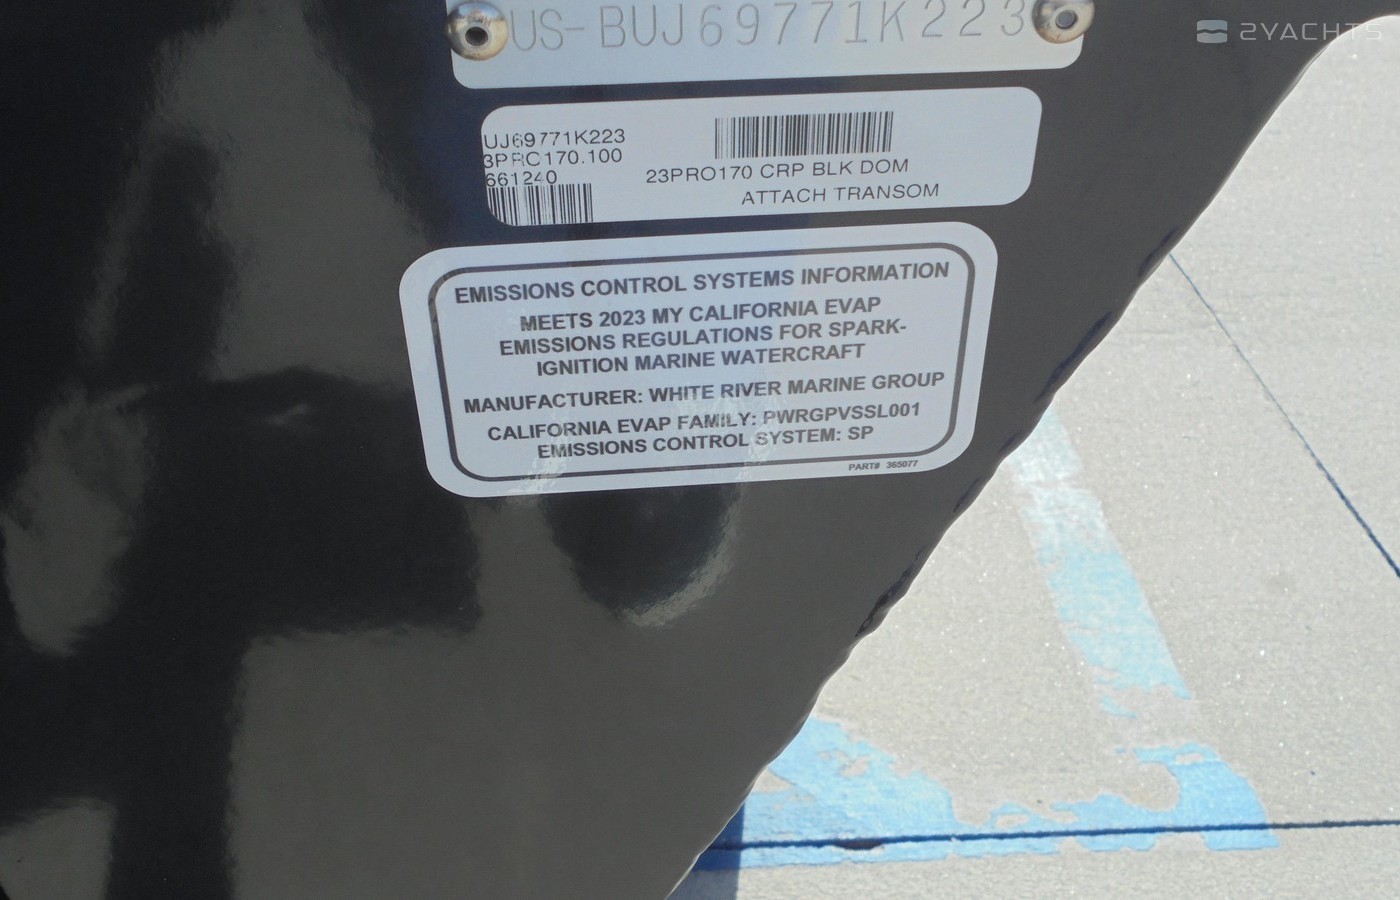 US-BUJ69771K223
2YACHTS
UJ69771K223
3PRO170.100
661240
23PRO170 CRP BLK DOM
ATTACH TRANSOM
EMISSIONS CONTROL SYSTEMS INFORMATION
MEETS 2023 MY CALIFORNIA EVAP
EMISSIONS REGULATIONS FOR SPARK-
IGNITION MARINE WATERCRAFT
MANUFACTURER: WHITE RIVER MARINE GROUP
CALIFORNIA EVAP FAMILY: PWRGPVSSL001
EMISSIONS CONTROL SYSTEM: SP
PART# 365077